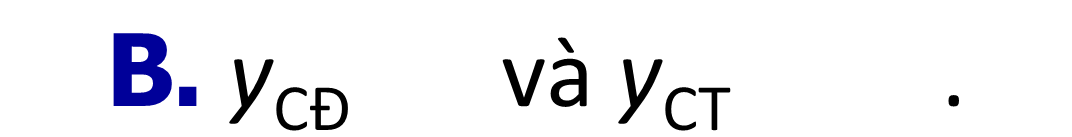 B. yCĐ và yCT .